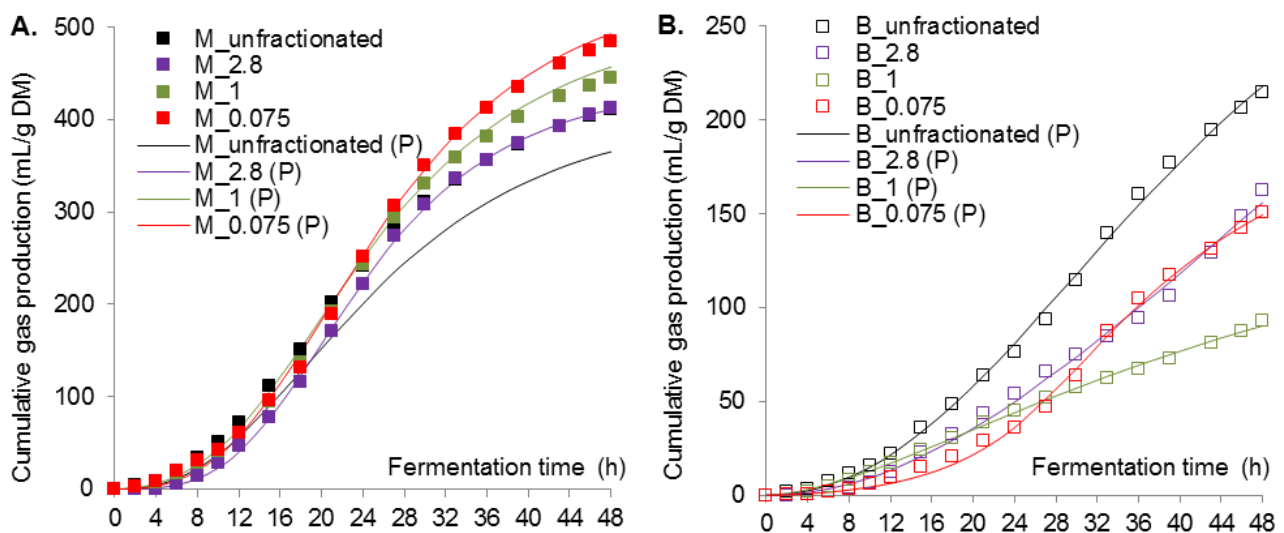 A.
Cumulative gas production (mL/g DM)
500
400
300
200
100
0
M_unfractionated
M_2.8
M_1
M_0.075
M_unfractionated (P)
M_2.8 (P)
M_1 (P)
M_0.075 (P)
Fermentation time (h)
0 4 8 12 16 20 24 28 32 36 40 44 48
B.
Cumulative gas production (mL/g DM)
250
200
150
100
50
0
B_unfractionated
B_2.8
B_1
B_0.075
B_unfractionated (P)
B_2.8 (P)
B_1 (P)
B_0.075 (P)
Fermentation time (h)
0 4 8 12 16 20 24 28 32 36 40 44 48